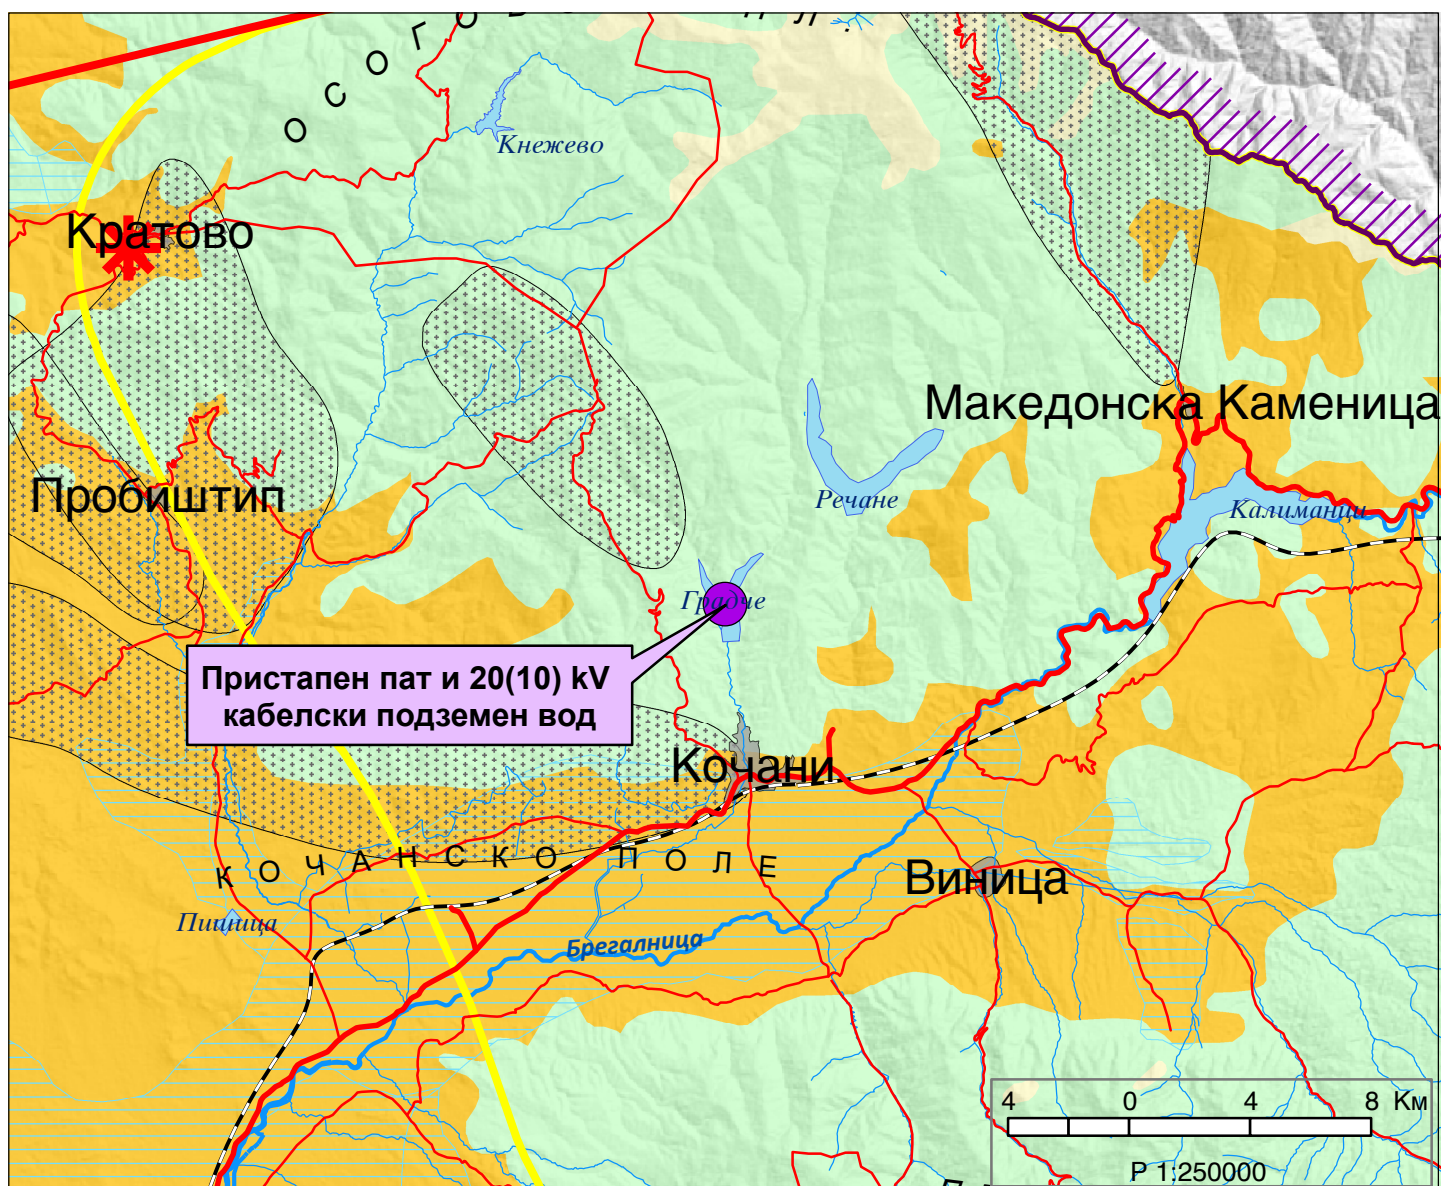 О С О Г О В
Кнежево
Кратово
Македонска Каменица
Пробиштип
Речане
Калиманци
Градче
Пристапен пат и 20(10) kV
кабелски подземен вод
Кочани
К О Ч А Н С К О П О Л Е
Виница
Пишица
Брегалница
4 0 4 8 Км
Р 1:250000